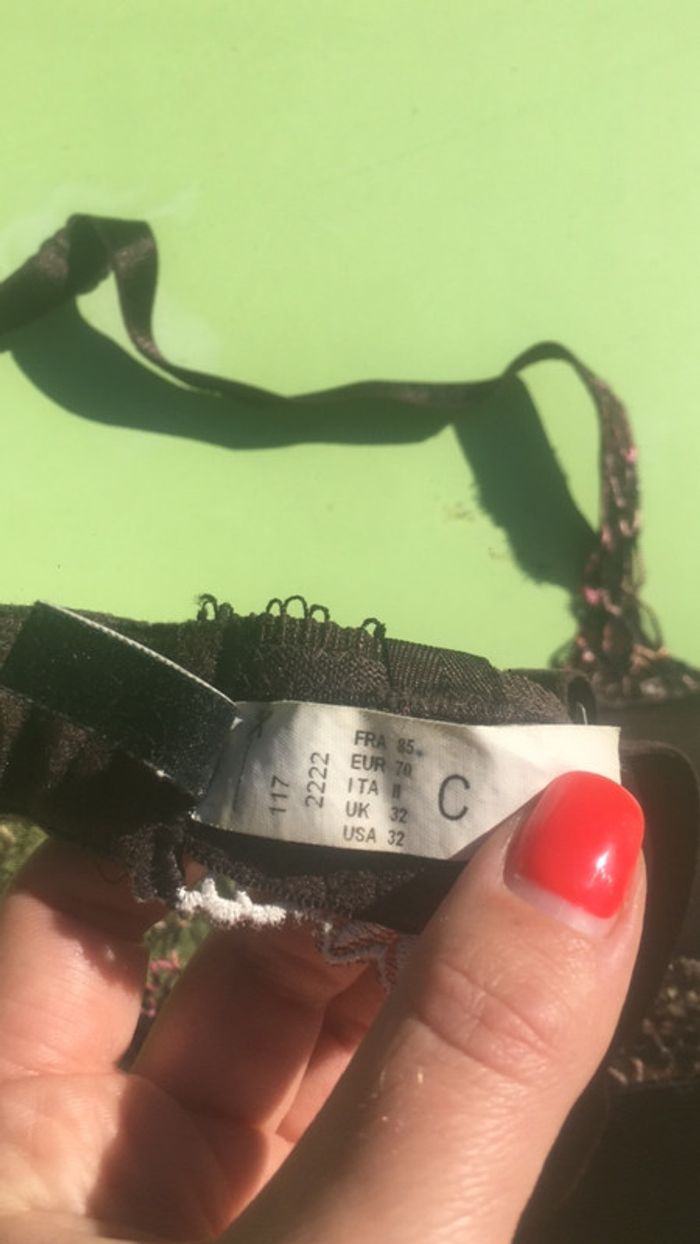 117
2222
FRA 85
EUR 70
ITA II
UK 32
USA 32
C